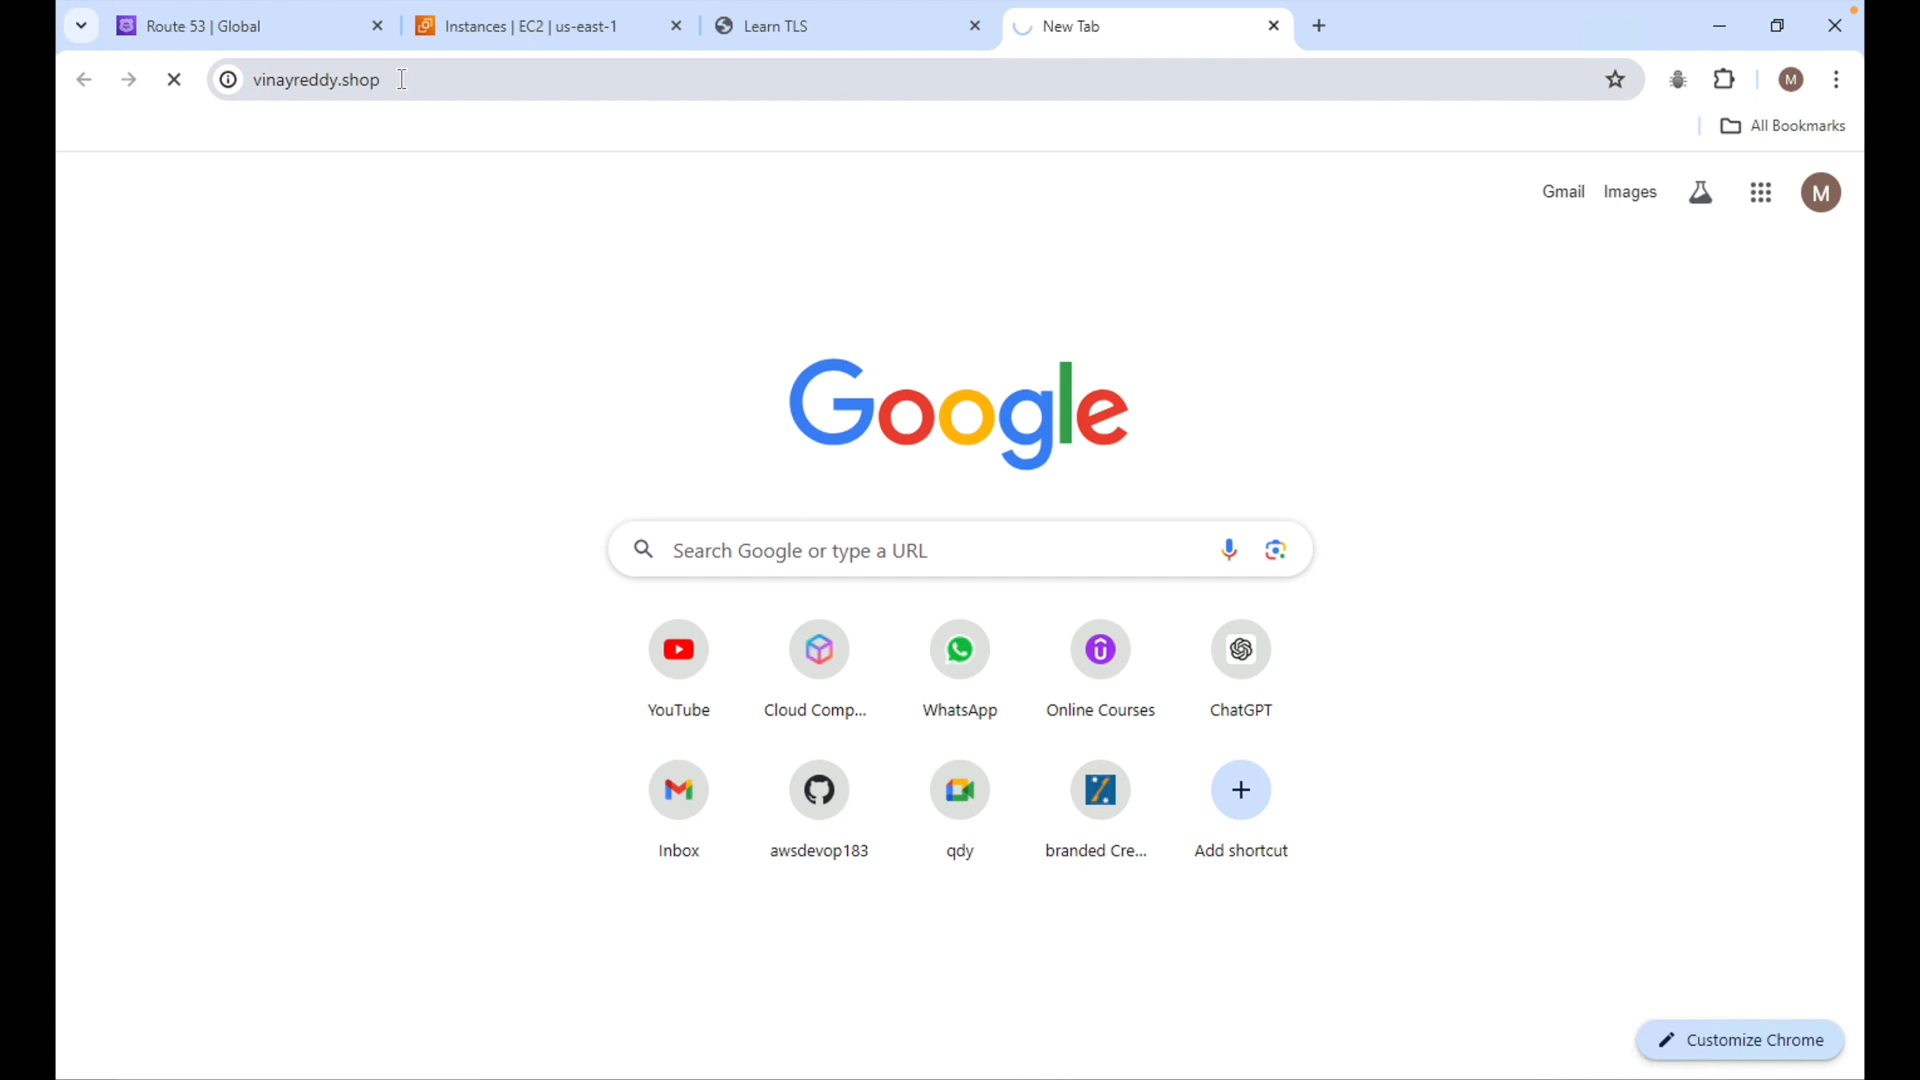 Route 53 | Global
Instances | EC2 | us-east-1
Learn TLS
New Tab
vinayreddy.shop
M
All Bookmarks
Gmail
Images
M
Google
Search Google or type a URL
YouTube
Cloud Comp...
WhatsApp
Online Courses
ChatGPT
Inbox
awsdevop183
qdy
branded Cre...
Add shortcut
Customize Chrome